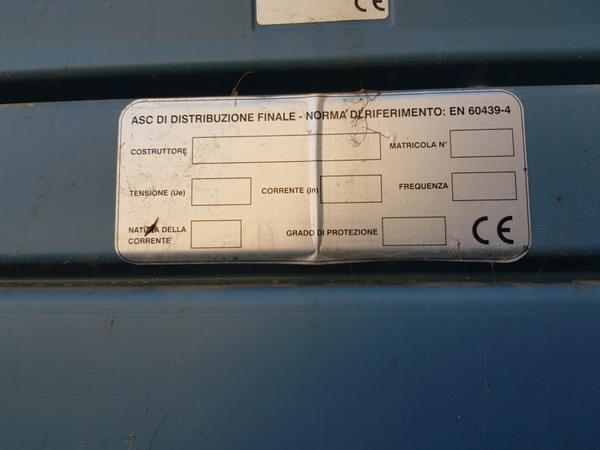 CE
ASC DI DISTRIBUZIONE FINALE - NORMA DI RIFERIMENTO: EN 60439-4
COSTRUTTORE MATRICOLA N°
TENSIONE (Ue) CORRENTE (In) FREQUENZA
NATURA DELLA CORRENTE GRADO DI PROTEZIONE CE